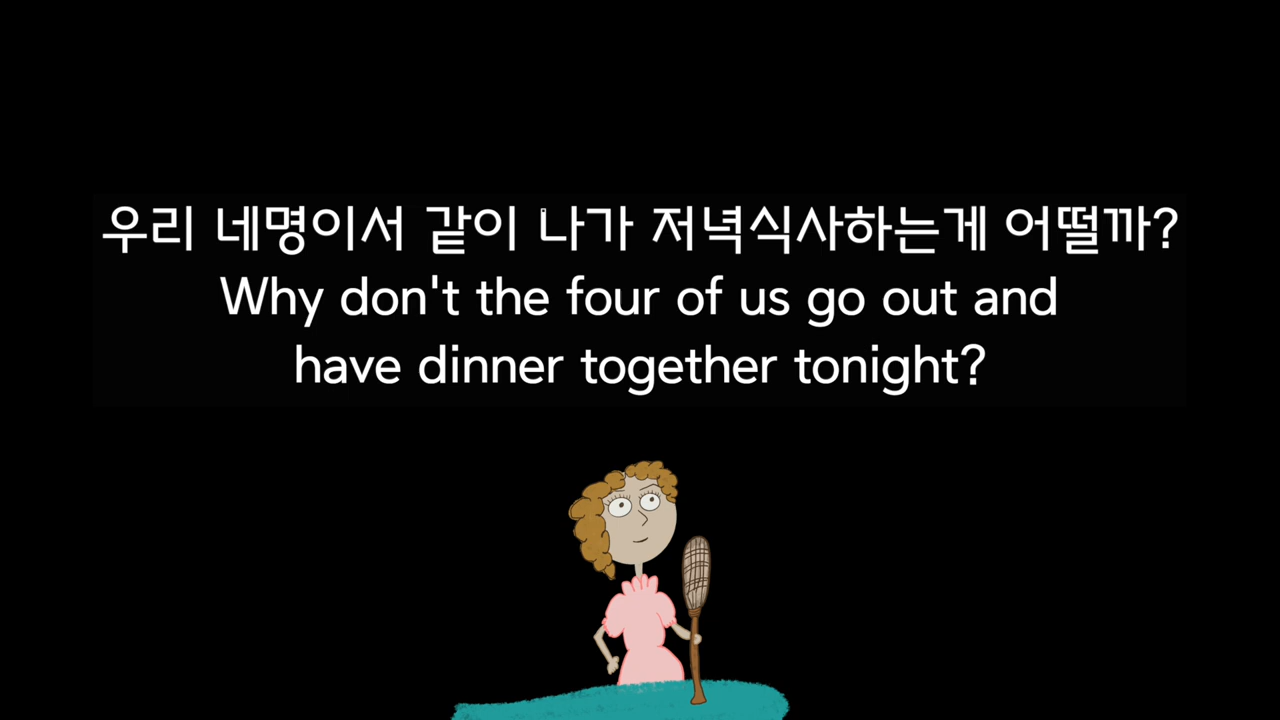 우리 네명이서 같이 나가 저녁식사하는게 어떨까?
Why don't the four of us go out and
have dinner together tonight?